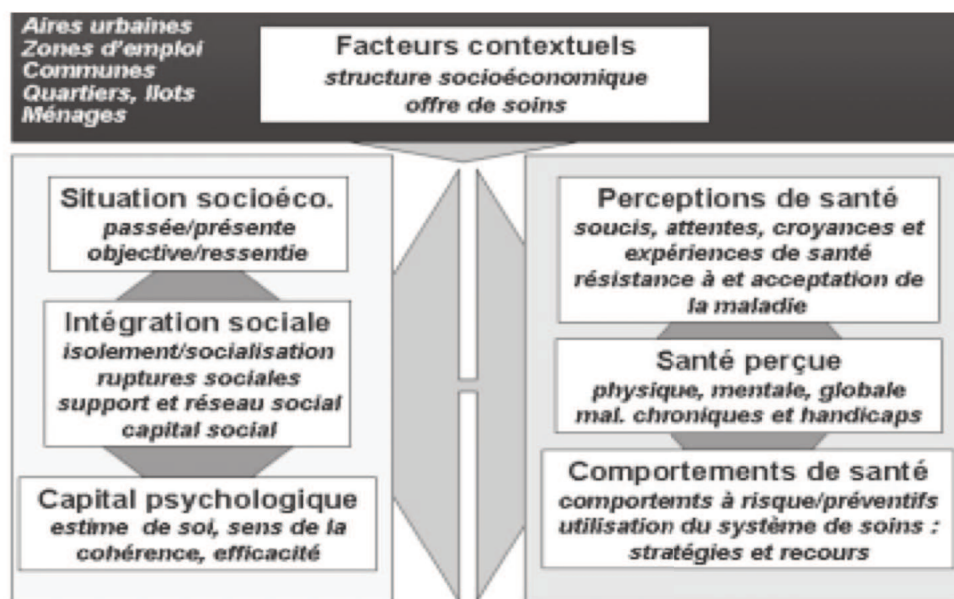 Aires urbaines
Zones d'emploi
Communes
Quartiers, Ilots
Ménages
Facteurs contextuels
structure socioéconomique
offre de soins
Situation socioéco.
passée/présente
objective/ressentie
Intégration sociale
isolement/socialisation
ruptures sociales
support et réseau social
capital social
Capital psychologique
estime de soi, sens de la
cohérence, efficacité
Perceptions de santé
soucis, attentes, croyances et
expériences de santé
résistance à et acceptation de
la maladie
Santé perçue
physique, mentale, globale
mal. chroniques et handicaps
Comportements de santé
comportemts à risque/préventifs
utilisation du système de soins :
stratégies et recours